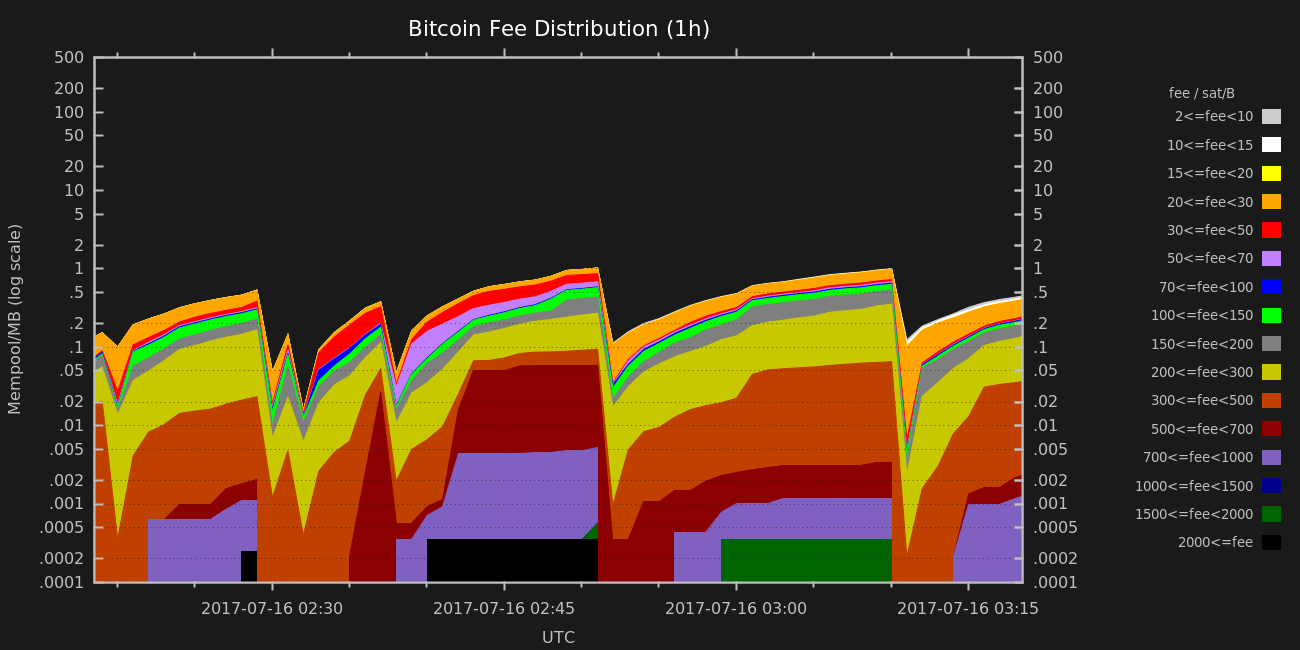 Bitcoin Fee Distribution (1h)
500
200
100
50
20
10
5
2
1
.5
.2
.1
.05
.02
.01
.005
.002
.001
.0005
.0002
.0001
Mempool/MB (log scale)
500
200
100
50
20
10
5
2
1
.5
.2
.1
.05
.02
.01
.005
.002
.001
.0005
.0002
.0001
2017-07-16 02:30
2017-07-16 02:45
2017-07-16 03:00
2017-07-16 03:15
UTC
fee / sat/B
2<=fee<10
10<=fee<15
15<=fee<20
20<=fee<30
30<=fee<50
50<=fee<70
70<=fee<100
100<=fee<150
150<=fee<200
200<=fee<300
300<=fee<500
500<=fee<700
700<=fee<1000
1000<=fee<1500
1500<=fee<2000
2000<=fee